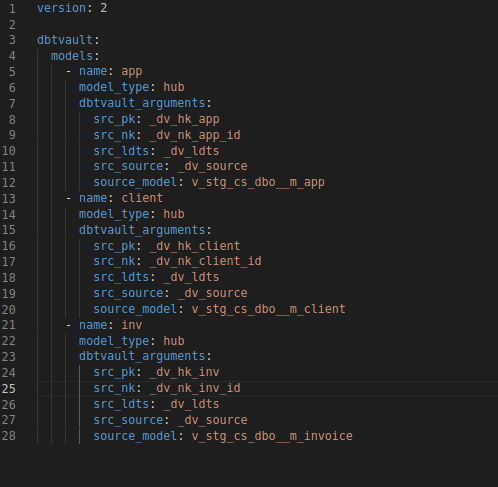 1 version: 2
2
3 dbtvault:
4   models:
5     - name: app
6       model_type: hub
7       dbtvault_arguments:
8         src_pk: _dv_hk_app
9         src_nk: _dv_nk_app_id
10         src_ldts: _dv_ldts
11         src_source: _dv_source
12         source_model: v_stg_cs_dbo__m_app
13     - name: client
14       model_type: hub
15       dbtvault_arguments:
16         src_pk: _dv_hk_client
17         src_nk: _dv_nk_client_id
18         src_ldts: _dv_ldts
19         src_source: _dv_source
20         source_model: v_stg_cs_dbo__m_client
21     - name: inv
22       model_type: hub
23       dbtvault_arguments:
24         src_pk: _dv_hk_inv
25         src_nk: _dv_nk_inv_id
26         src_ldts: _dv_ldts
27         src_source: _dv_source
28         source_model: v_stg_cs_dbo__m_invoice